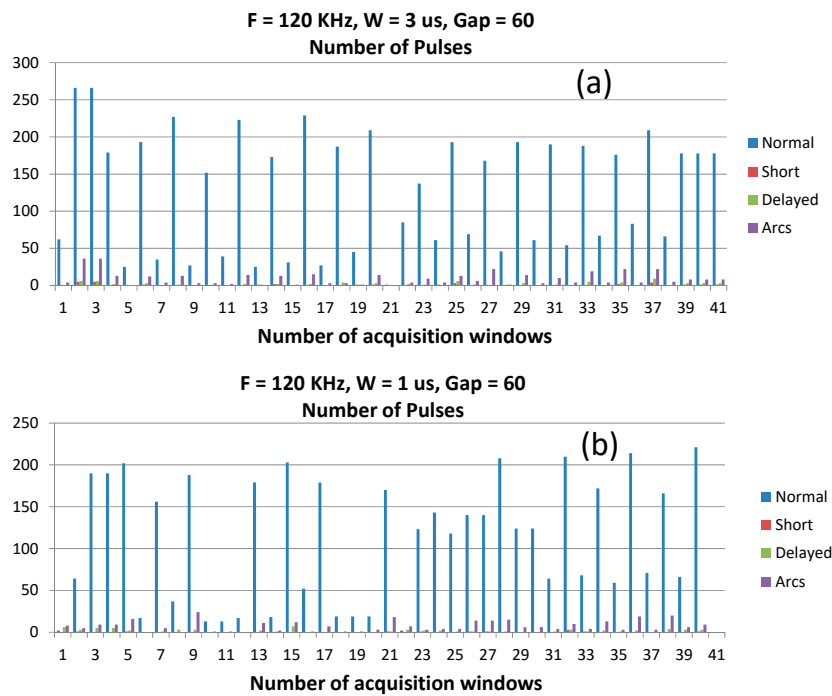 F = 120 KHz, W = 3 us, Gap = 60
Number of Pulses
(a)
300
250
200
150
100
50
0
1 3 5 7 9 11 13 15 17 19 21 23 25 27 29 31 33 35 37 39 41
Number of acquisition windows
Normal
Short
Delayed
Arcs
F = 120 KHz, W = 1 us, Gap = 60
Number of Pulses
(b)
250
200
150
100
50
0
1 3 5 7 9 11 13 15 17 19 21 23 25 27 29 31 33 35 37 39 41
Number of acquisition windows
Normal
Short
Delayed
Arcs